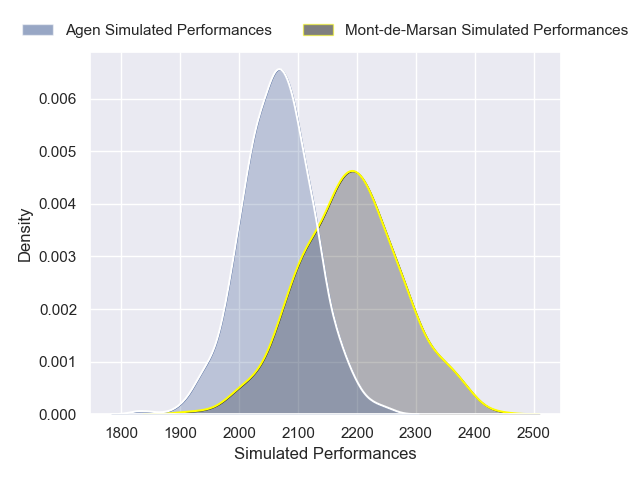 Agen Simulated Performances
Mont-de-Marsan Simulated Performances
Density
0.006
0.005
0.004
0.003
0.002
0.001
0.000
1800 1900 2000 2100 2200 2300 2400 2500
Simulated Performances